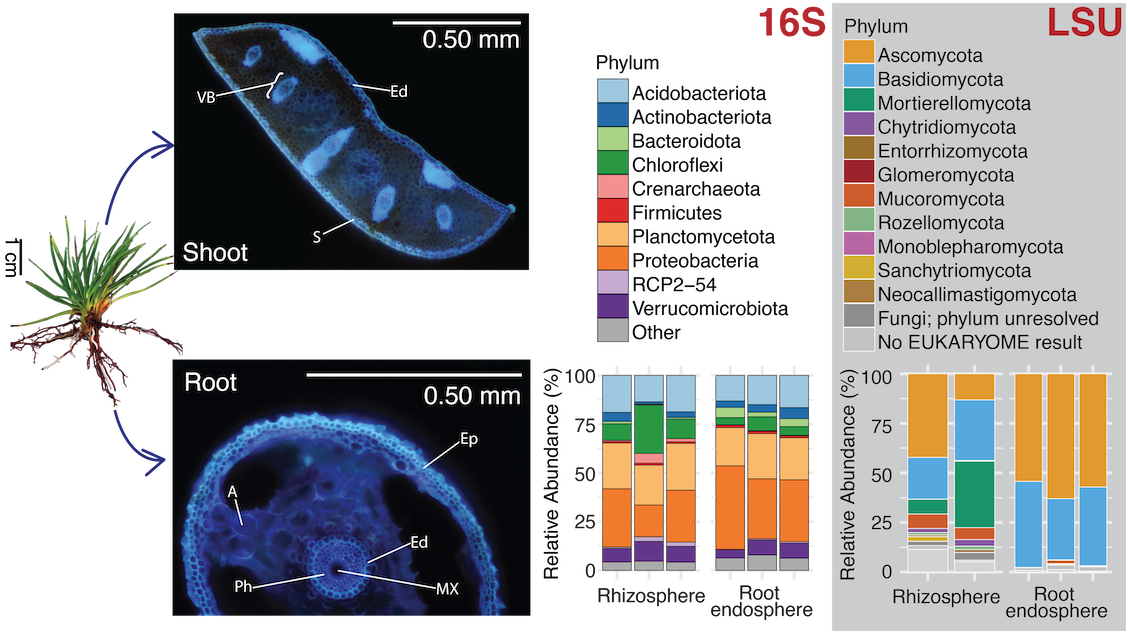 0.50 mm
VB
Ed
S
Shoot
1 cm
Root
0.50 mm
Ep
A
Ed
Ph
MX
16S
Phylum
Acidobacteriota
Actinobacteriota
Bacteroidota
Chloroflexi
Crenarchaeota
Firmicutes
Planctomycetota
Proteobacteria
RCP2−54
Verrucomicrobiota
Other
Relative Abundance (%)
100
75
50
25
0
Rhizosphere
Root
endosphere
LSU
Phylum
Ascomycota
Basidiomycota
Mortierellomycota
Chytridiomycota
Entorrhizomycota
Glomeromycota
Mucoromycota
Rozellomycota
Monoblepharomycota
Sanchytriomycota
Neocallimastigomycota
Fungi; phylum unresolved
No EUKARYOME result
Relative Abundance (%)
100
75
50
25
0
Rhizosphere
Root
endosphere